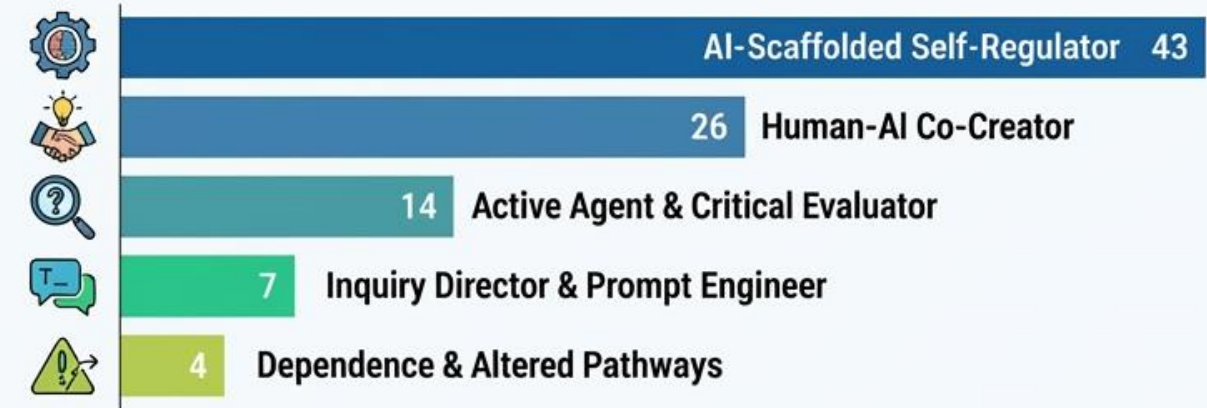 AI-Scaffolded Self-Regulator 43
26 Human-AI Co-Creator
?
14 Active Agent & Critical Evaluator
T_
7 Inquiry Director & Prompt Engineer
!
4 Dependence & Altered Pathways